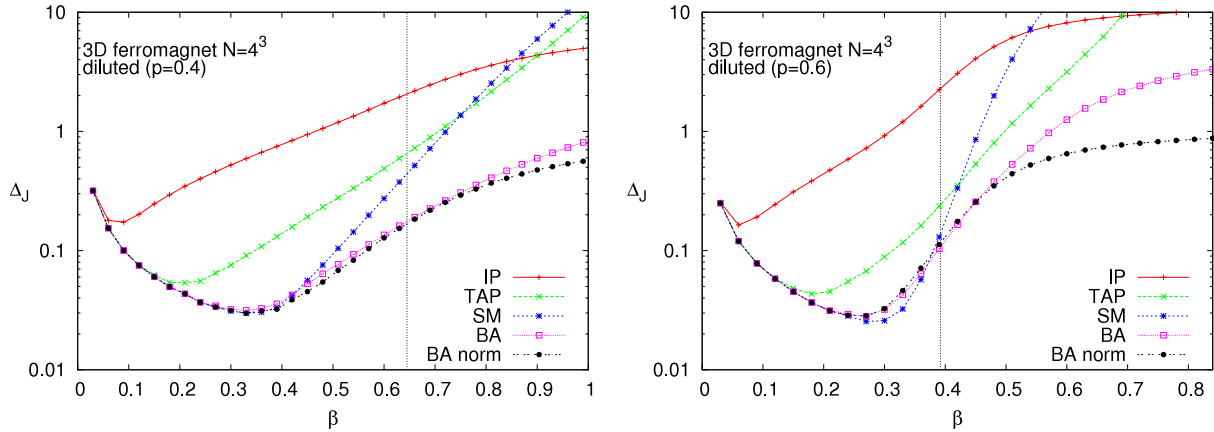 10
1
0.1
0.01
Δ_J
3D ferromagnet N=4³
diluted (p=0.4)
IP
TAP
SM
BA
BA norm
0 0.1 0.2 0.3 0.4 0.5 0.6 0.7 0.8 0.9 1
β
10
1
0.1
0.01
Δ_J
3D ferromagnet N=4³
diluted (p=0.6)
IP
TAP
SM
BA
BA norm
0 0.1 0.2 0.3 0.4 0.5 0.6 0.7 0.8
β